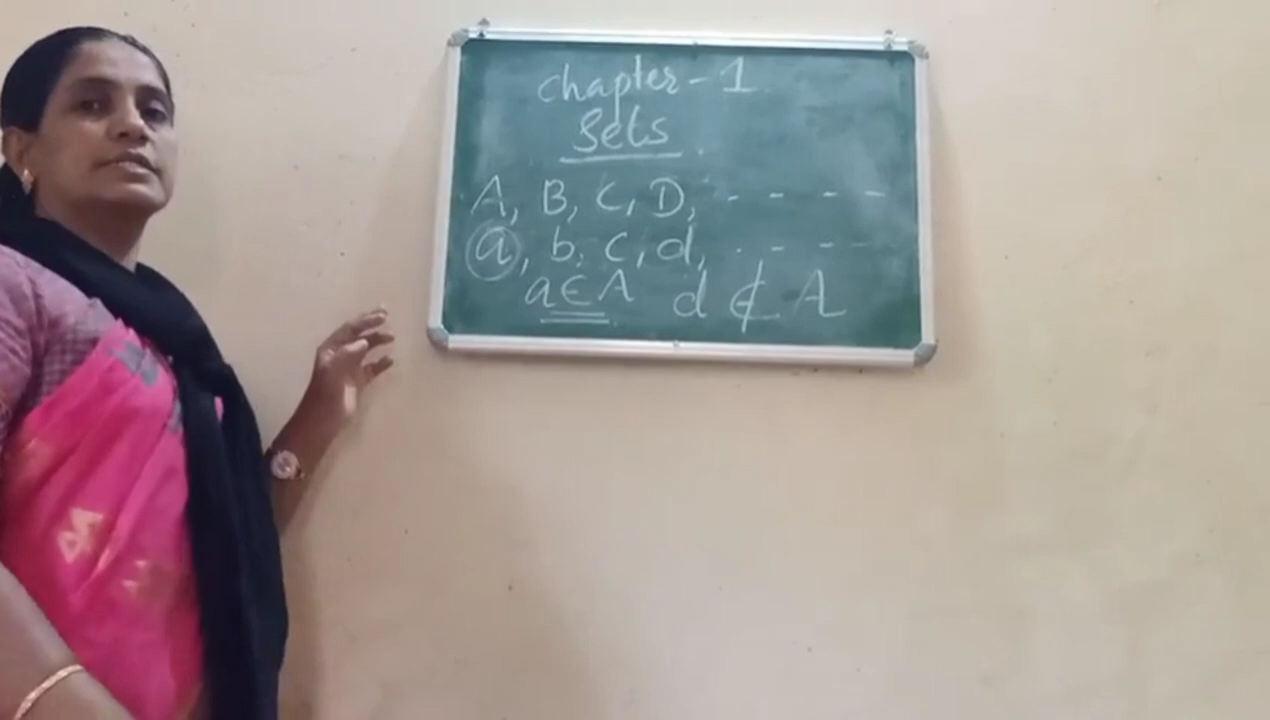 chapter - 1
Sets
A, B, C, D, - - - -
a, b, c, d, - - - -
a ∈ A d ∉ A